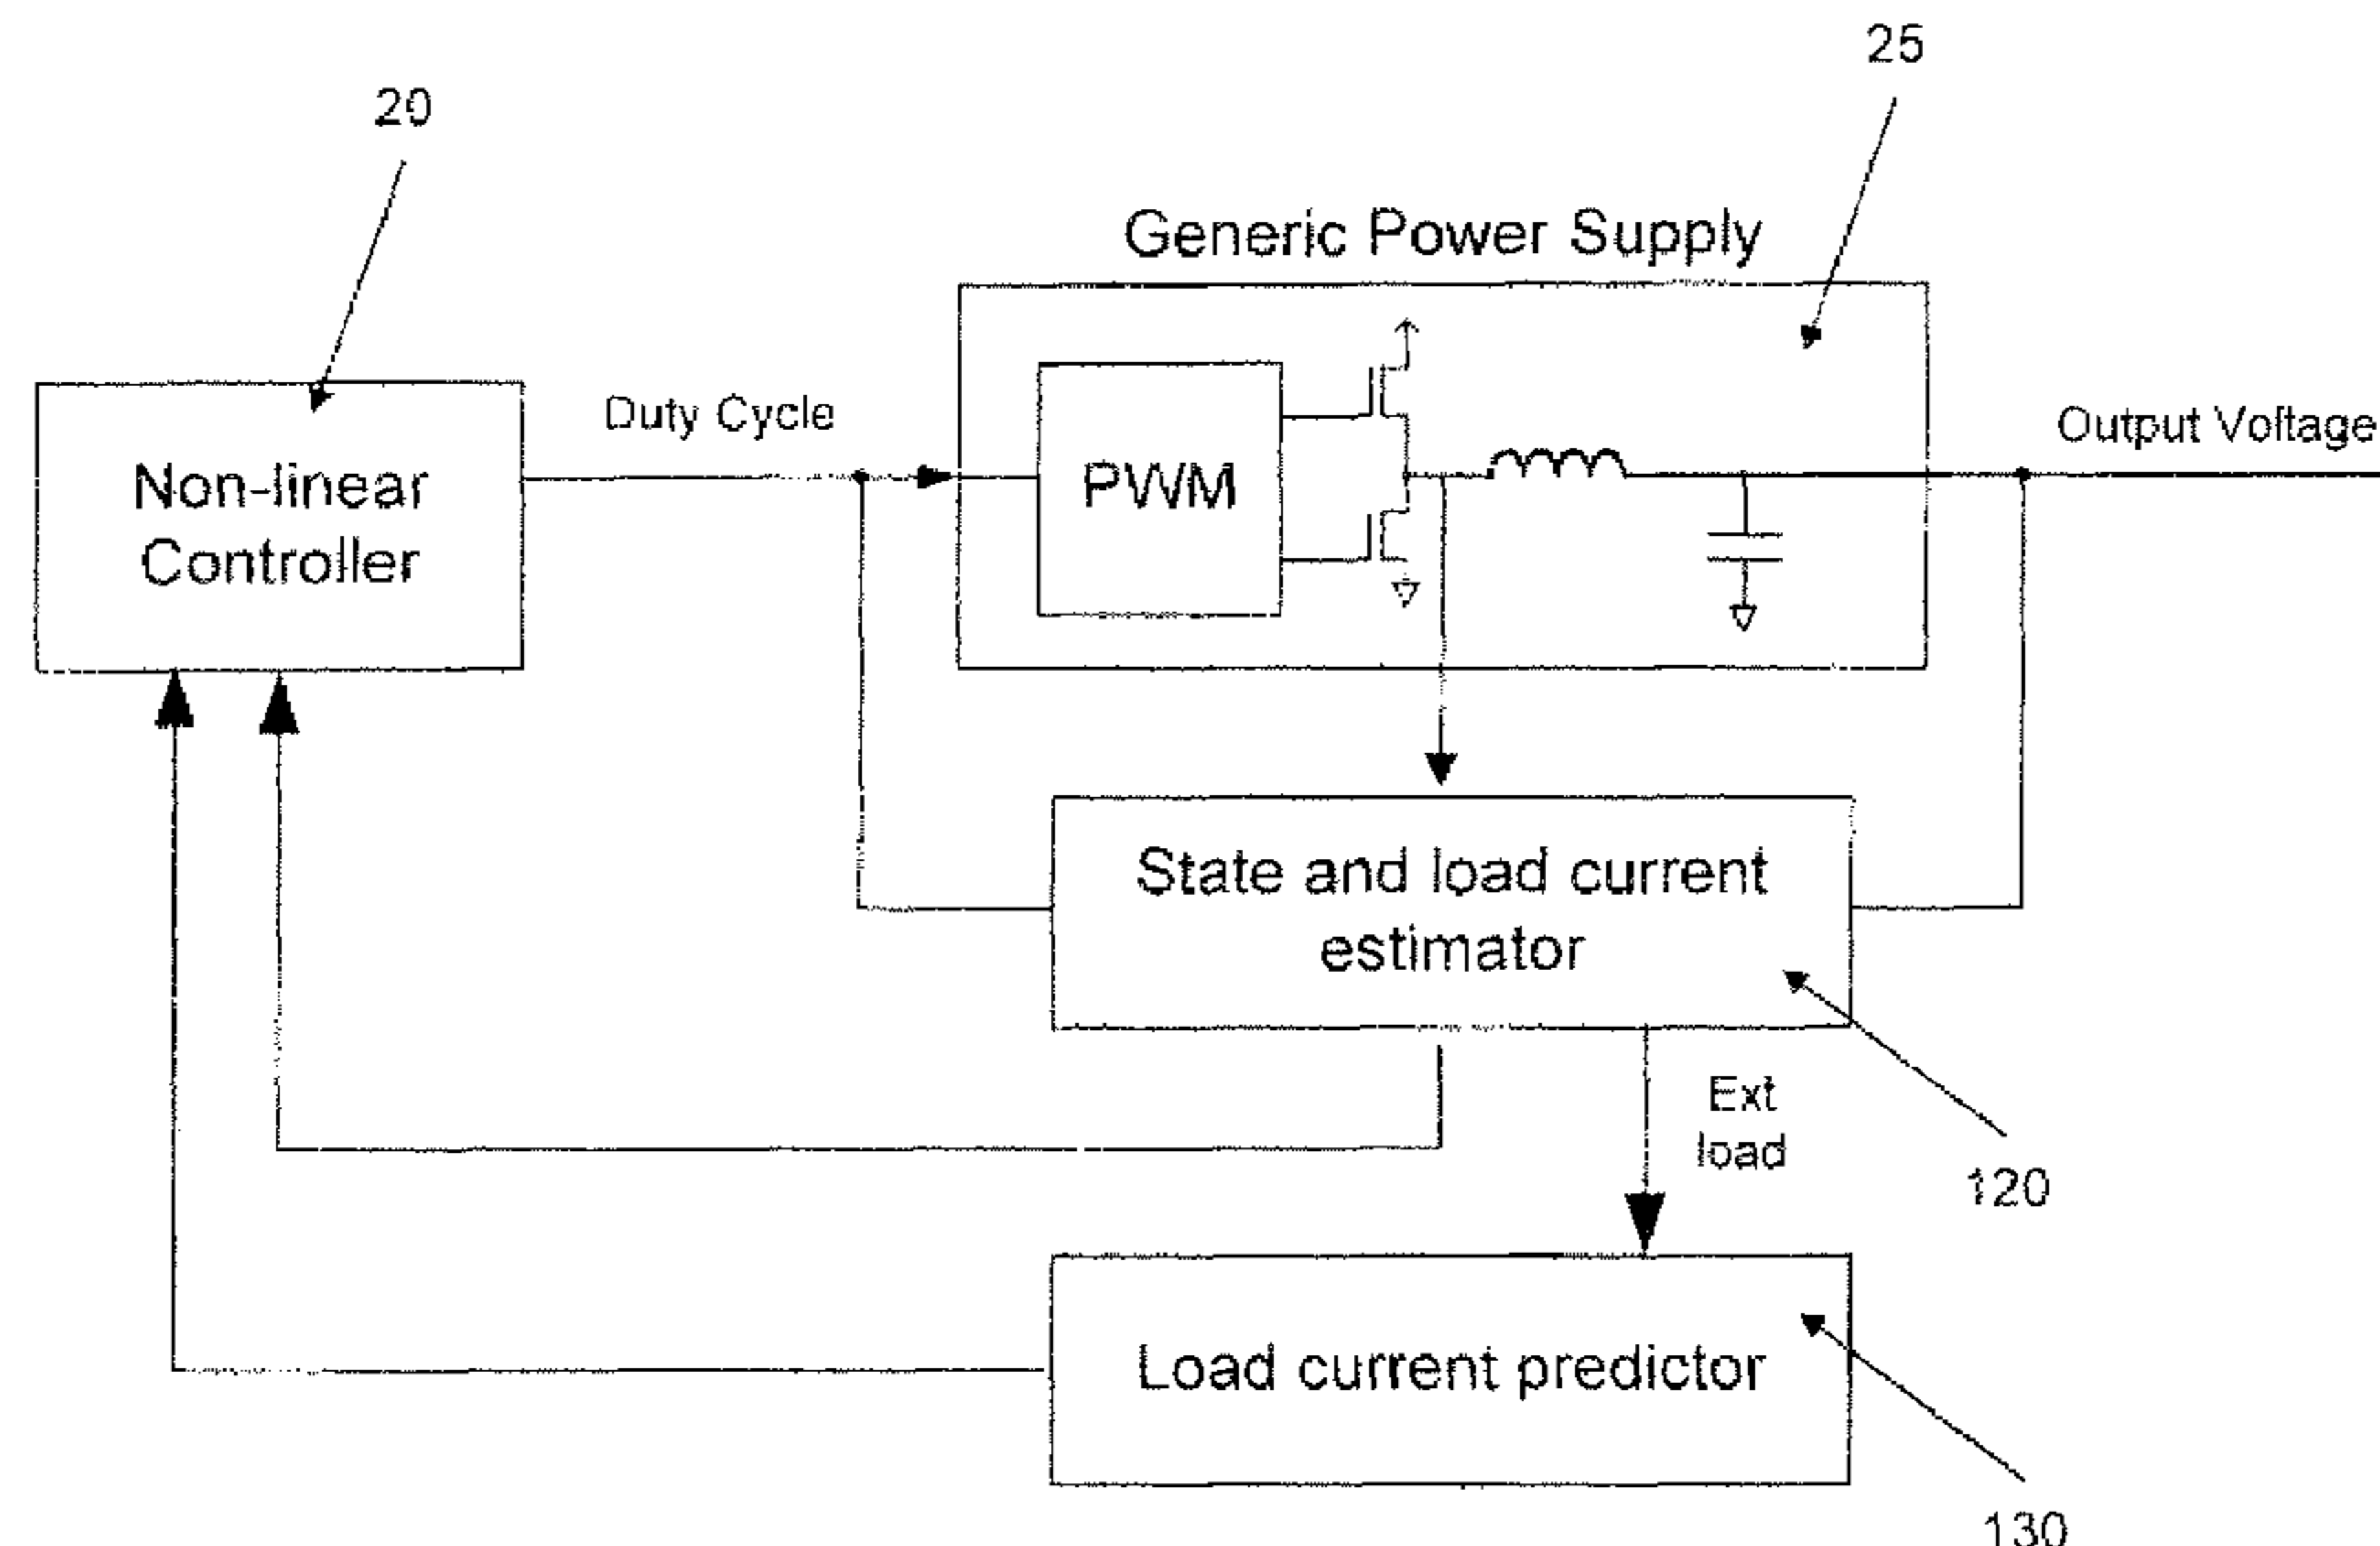 25
20
Generic Power Supply
Duty Cycle
Output Voltage
Non-linear
Controller
PWM
State and load current
estimator
Ext
load
120
Load current predictor
130